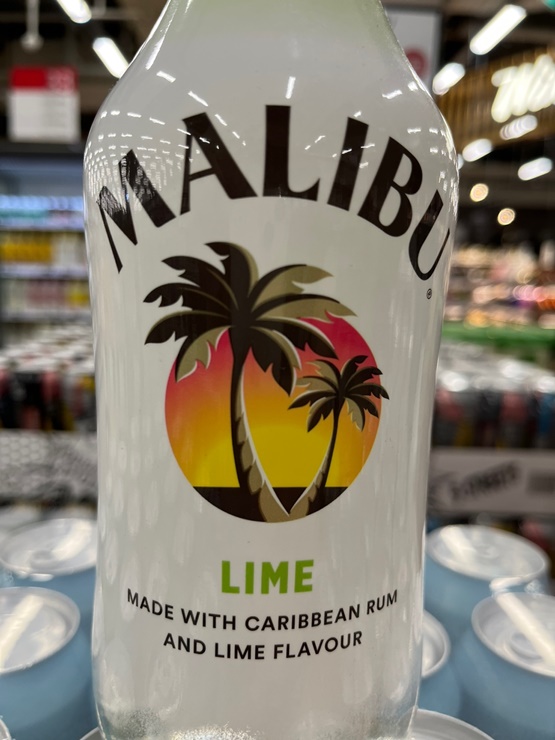 MALIBU
®
LIME
MADE WITH CARIBBEAN RUM
AND LIME FLAVOUR